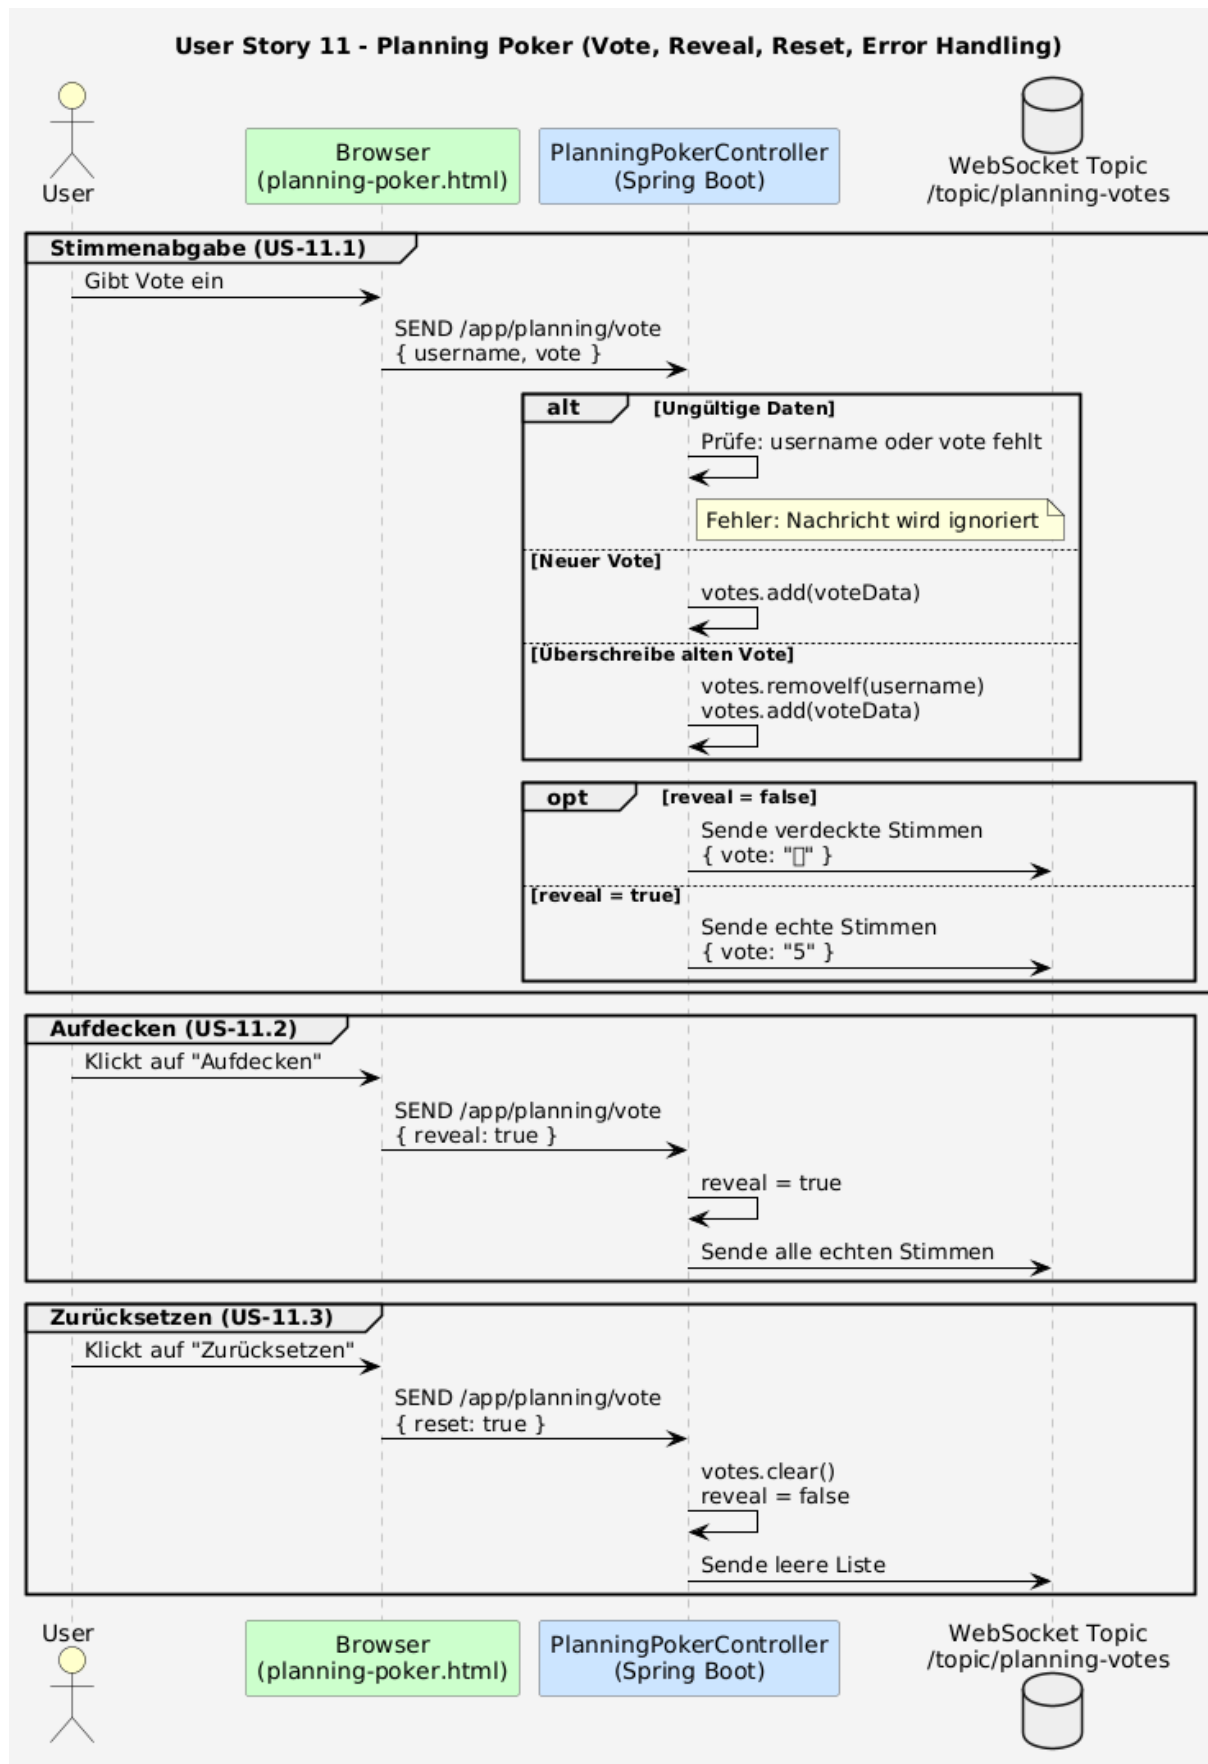 User Story 11 - Planning Poker (Vote, Reveal, Reset, Error Handling)
User
Browser
(planning-poker.html)
PlanningPokerController
(Spring Boot)
WebSocket Topic
/topic/planning-votes
Stimmenabgabe (US-11.1)
Gibt Vote ein
SEND /app/planning/vote
{ username, vote }
alt [Ungültige Daten]
Prüfe: username oder vote fehlt
Fehler: Nachricht wird ignoriert
[Neuer Vote]
votes.add(voteData)
[Überschreibe alten Vote]
votes.removeIf(username)
votes.add(voteData)
opt [reveal = false]
Sende verdeckte Stimmen
{ vote: "▯" }
[reveal = true]
Sende echte Stimmen
{ vote: "5" }
Aufdecken (US-11.2)
Klickt auf "Aufdecken"
SEND /app/planning/vote
{ reveal: true }
reveal = true
Sende alle echten Stimmen
Zurücksetzen (US-11.3)
Klickt auf "Zurücksetzen"
SEND /app/planning/vote
{ reset: true }
votes.clear()
reveal = false
Sende leere Liste
User
Browser
(planning-poker.html)
PlanningPokerController
(Spring Boot)
WebSocket Topic
/topic/planning-votes